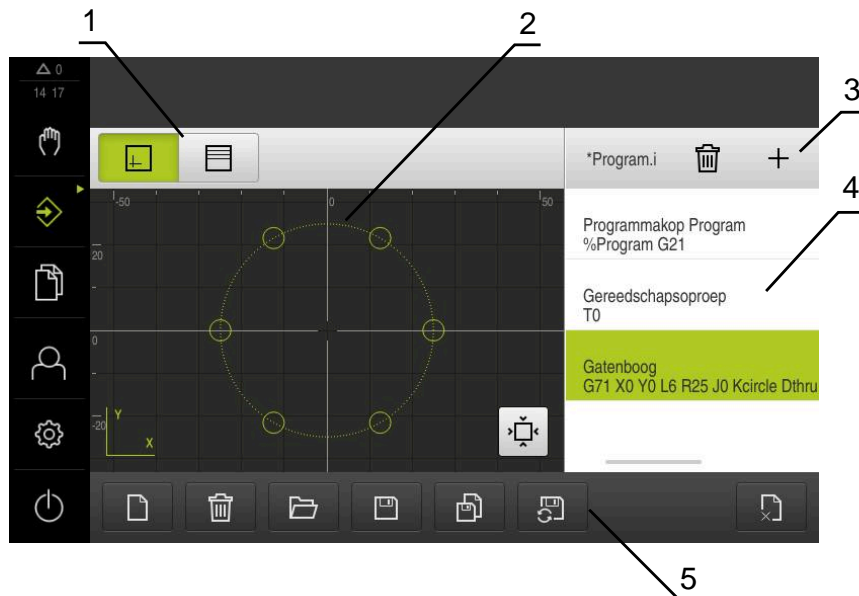 1
2
3
4
5
0
14 17
*Program.i
-50
0
50
20
0
-20
Y
X
Programmakop Program
%Program G21
Gereedschapsoproep
T0
Gatenboog
G71 X0 Y0 L6 R25 J0 Kcircle Dthru